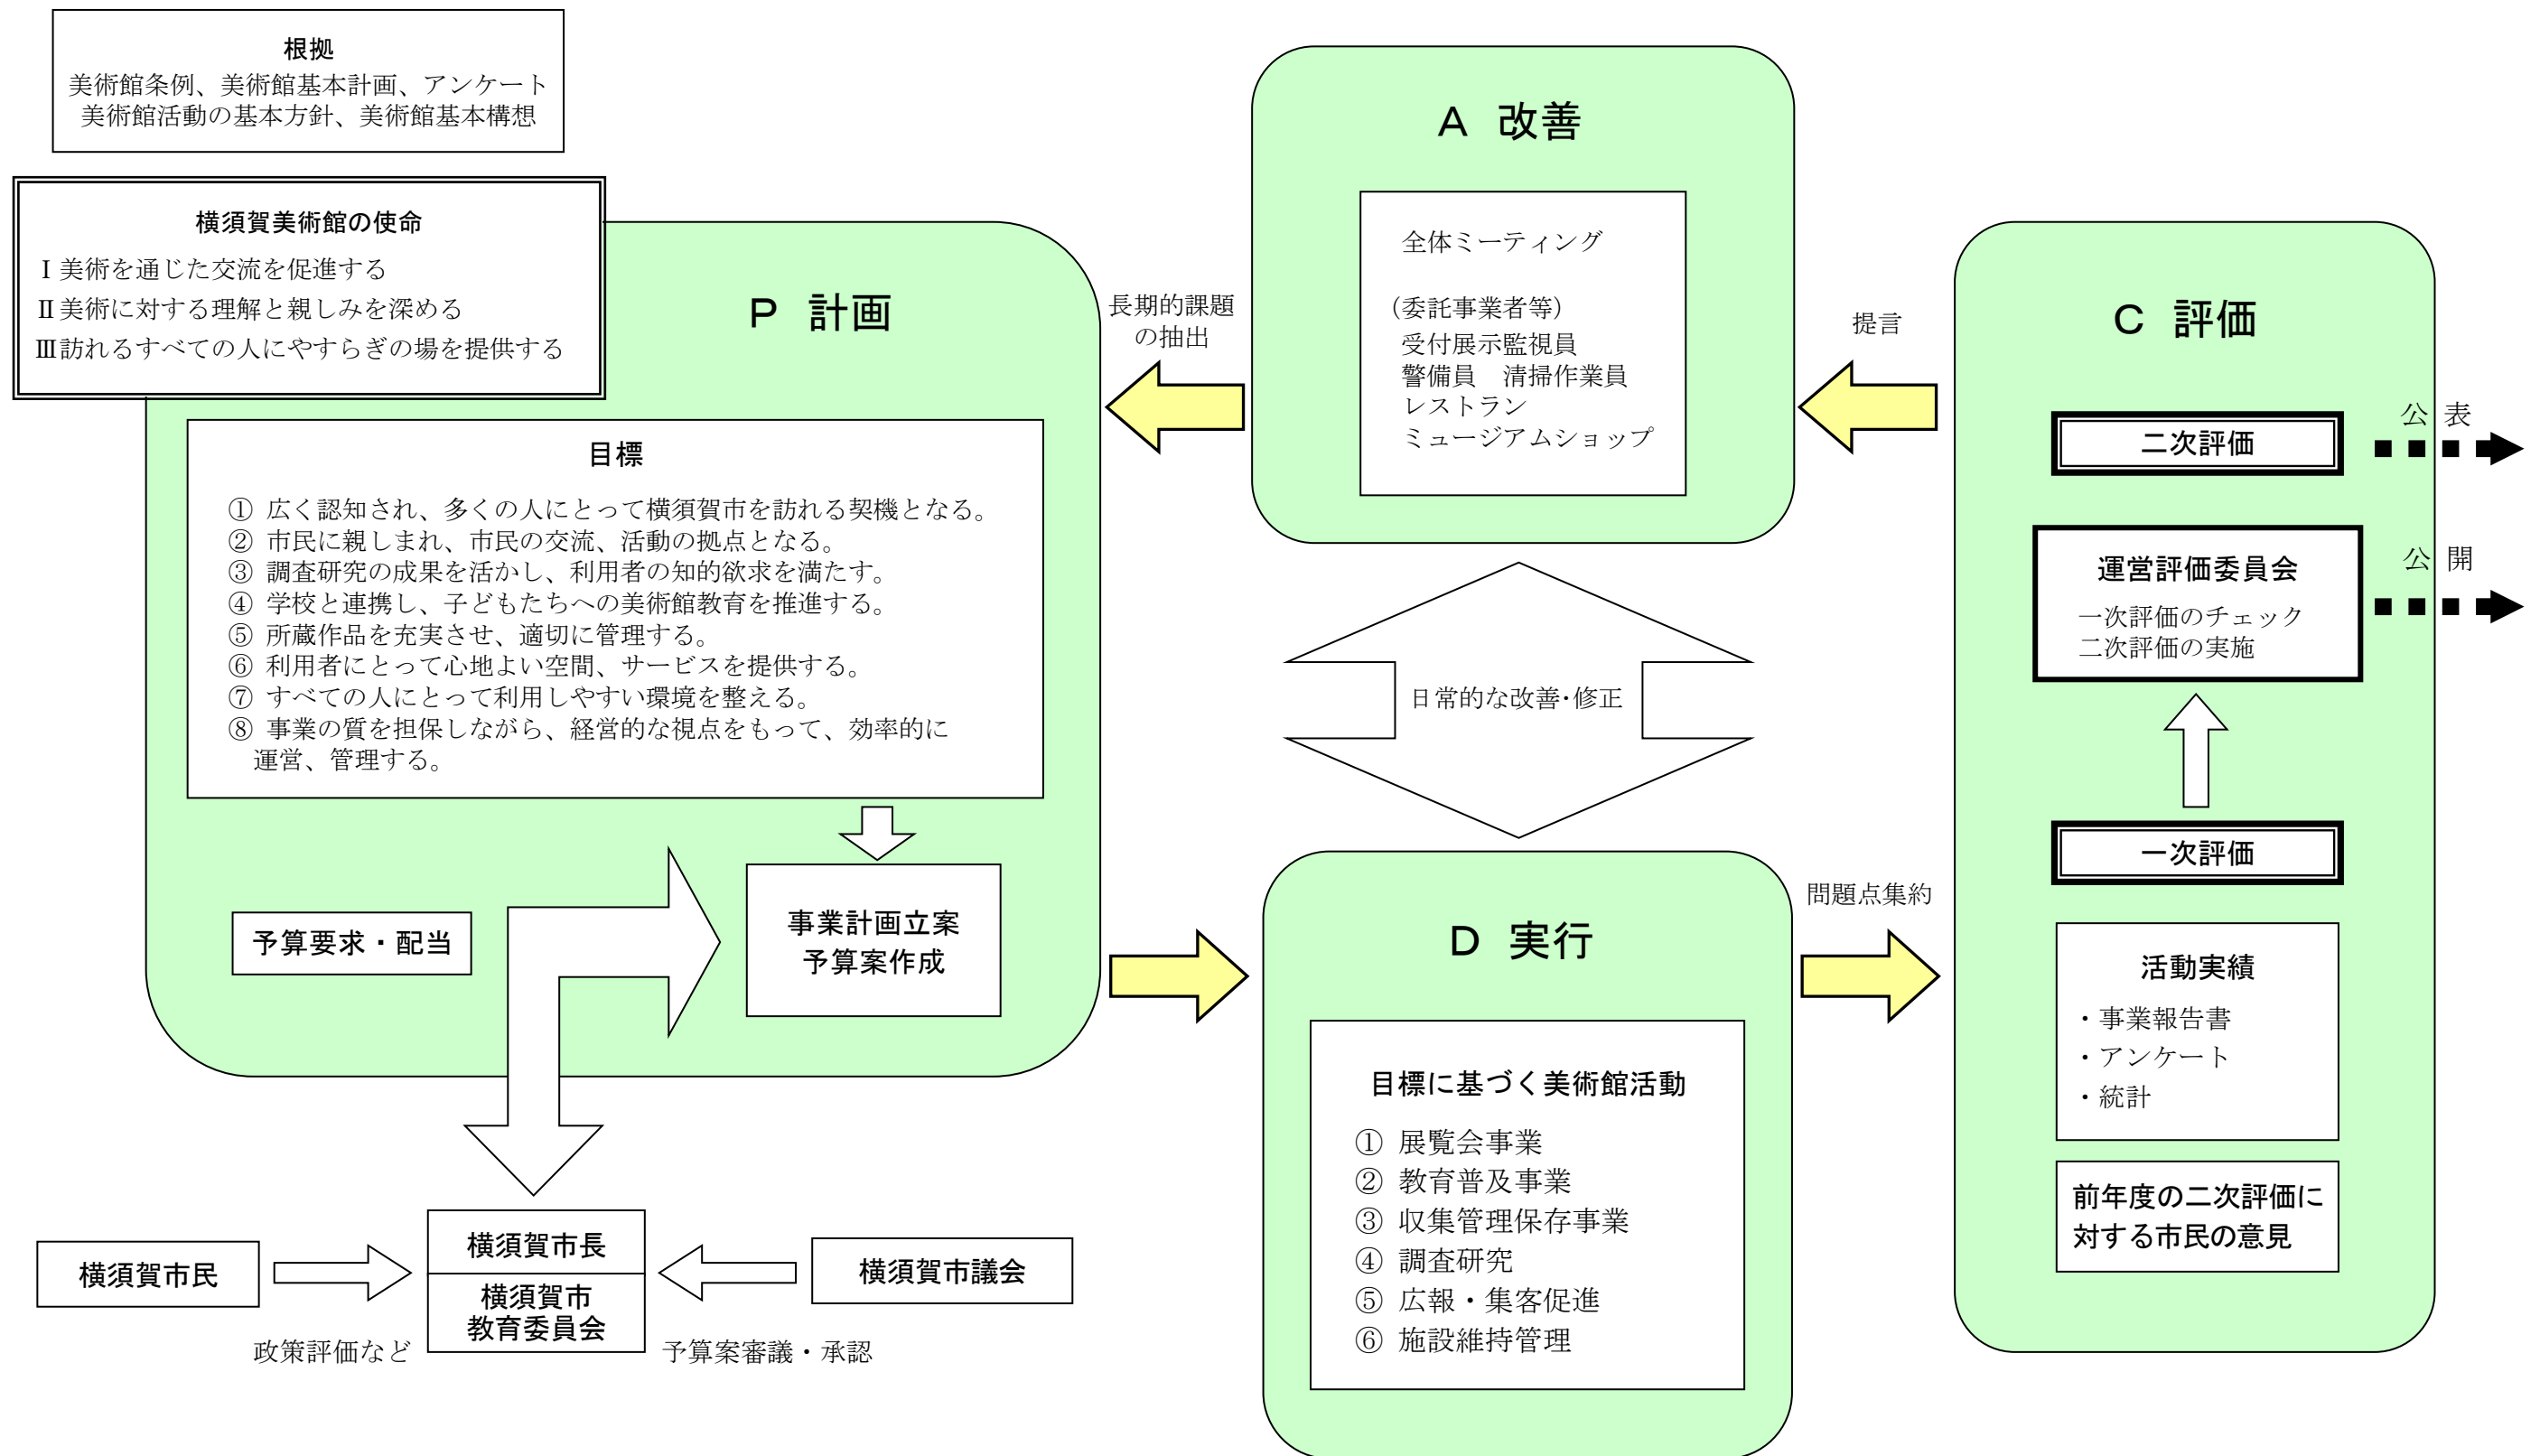 根拠
美術館条例、美術館基本計画、アンケート
美術館活動の基本方針、美術館基本構想
横須賀美術館の使命
Ⅰ美術を通じた交流を促進する
Ⅱ美術に対する理解と親しみを深める
Ⅲ訪れるすべての人にやすらぎの場を提供する
P 計画
目標
① 広く認知され、多くの人にとって横須賀市を訪れる契機となる。
② 市民に親しまれ、市民の交流、活動の拠点となる。
③ 調査研究の成果を活かし、利用者の知的欲求を満たす。
④ 学校と連携し、子どもたちへの美術館教育を推進する。
⑤ 所蔵作品を充実させ、適切に管理する。
⑥ 利用者にとって心地よい空間、サービスを提供する。
⑦ すべての人にとって利用しやすい環境を整える。
⑧ 事業の質を担保しながら、経営的な視点をもって、効率的に
運営、管理する。
予算要求・配当
事業計画立案
予算案作成
横須賀市民
政策評価など
横須賀市長
横須賀市
教育委員会
横須賀市議会
予算案審議・承認
長期的課題
の抽出
A 改善
全体ミーティング
（委託事業者等）
受付展示監視員
警備員 清掃作業員
レストラン
ミュージアムショップ
日常的な改善・修正
D 実行
目標に基づく美術館活動
① 展覧会事業
② 教育普及事業
③ 収集管理保存事業
④ 調査研究
⑤ 広報・集客促進
⑥ 施設維持管理
提言
問題点集約
C 評価
二次評価
公 表
運営評価委員会
一次評価のチェック
二次評価の実施
公 開
一次評価
活動実績
・事業報告書
・アンケート
・統計
前年度の二次評価に
対する市民の意見